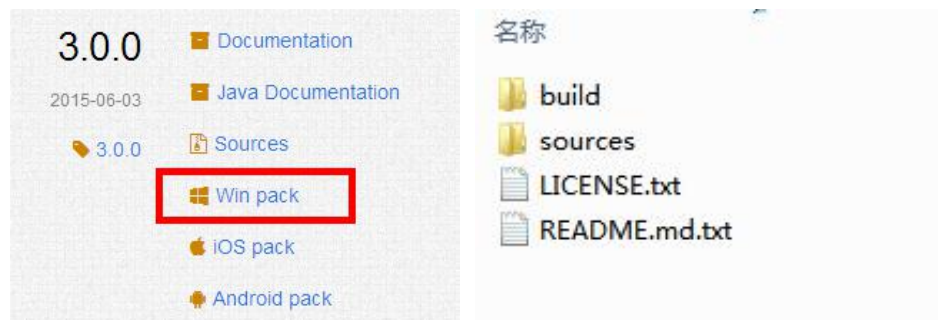 3.0.0
2015-06-03
3.0.0
Documentation
Java Documentation
Sources
Win pack
iOS pack
Android pack
名称
build
sources
LICENSE.txt
README.md.txt